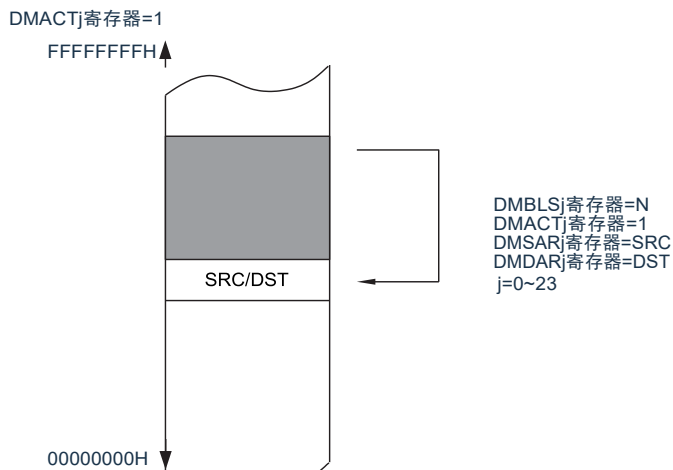 DMACTj寄存器=1
FFFFFFFFH
DMBLSj寄存器=N
DMACTj寄存器=1
DMSARj寄存器=SRC
DMDARj寄存器=DST
j=0~23
SRC/DST
00000000H